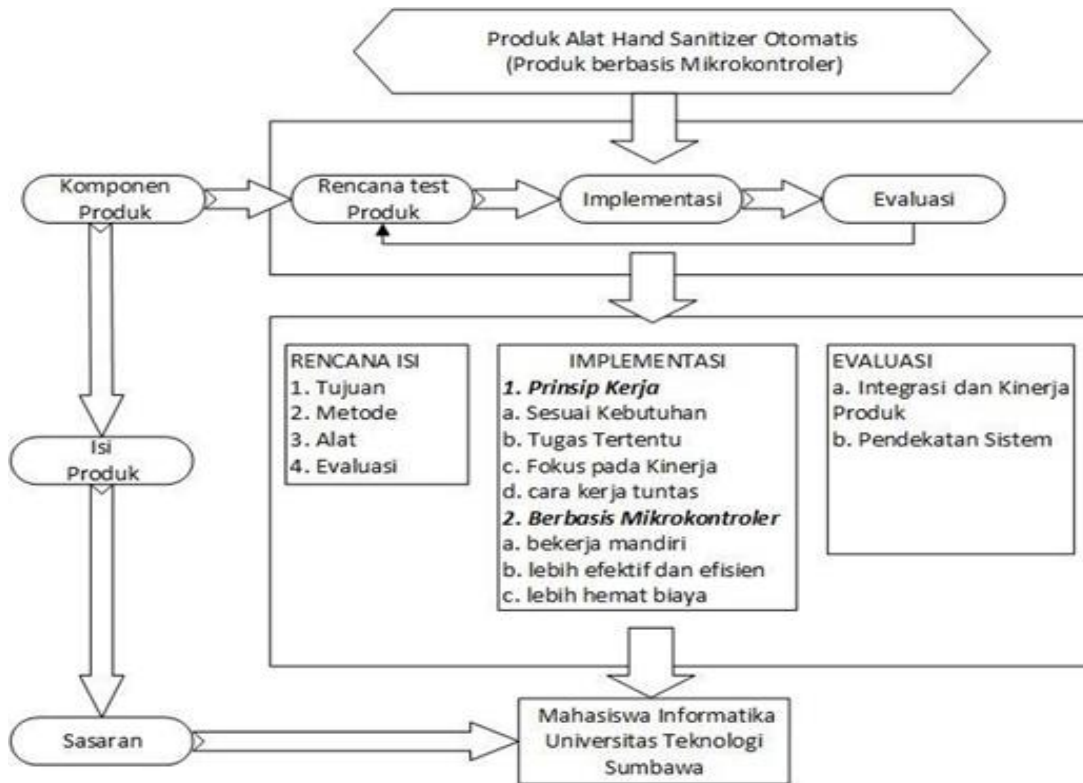 Produk Alat Hand Sanitizer Otomatis
(Produk berbasis Mikrokontroler)
Komponen
Produk
Rencana test
Produk
Implementasi
Evaluasi
RENCANA ISI
1. Tujuan
2. Metode
3. Alat
4. Evaluasi
IMPLEMENTASI
1. Prinsip Kerja
a. Sesuai Kebutuhan
b. Tugas Tertentu
c. Fokus pada Kinerja
d. cara kerja tuntas
2. Berbasis Mikrokontroler
a. bekerja mandiri
b. lebih efektif dan efisien
c. lebih hemat biaya
EVALUASI
a. Integrasi dan Kinerja
Produk
b. Pendekatan Sistem
Isi
Produk
Sasaran
Mahasiswa Informatika
Universitas Teknologi
Sumbawa